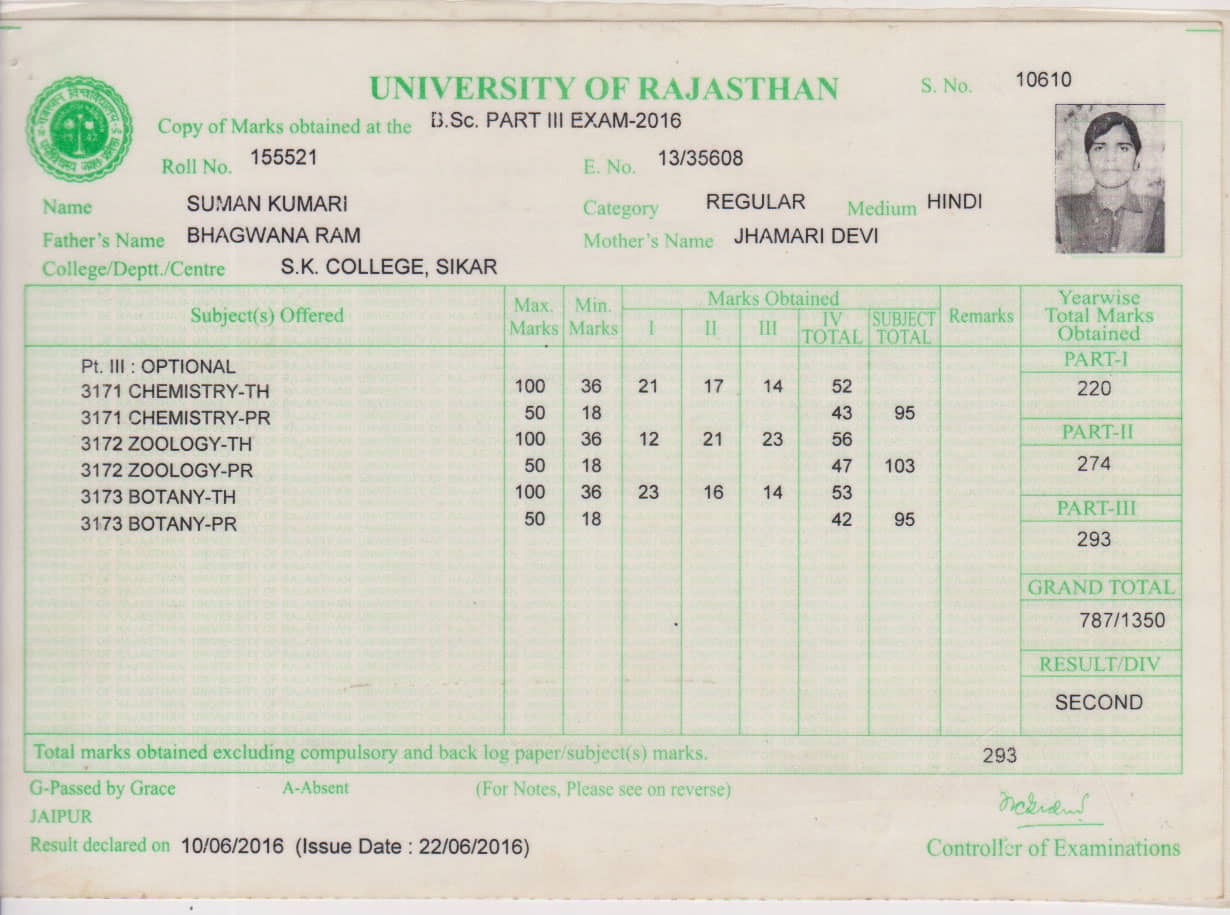 UNIVERSITY OF RAJASTHAN
S. No. 10610
Copy of Marks obtained at the B.Sc. PART III EXAM-2016
Roll No. 155521 E. No. 13/35608
Name SUMAN KUMARI Category REGULAR Medium HINDI
Father's Name BHAGWANA RAM Mother's Name JHAMARI DEVI
College/Deptt./Centre S.K. COLLEGE, SIKAR
Subject(s) Offered Max. Marks Min. Marks Marks Obtained I II III IV TOTAL SUBJECT TOTAL Remarks Yearwise Total Marks Obtained
Pt. III : OPTIONAL
3171 CHEMISTRY-TH 100 36 21 17 14 52
3171 CHEMISTRY-PR 50 18 43 95
3172 ZOOLOGY-TH 100 36 12 21 23 56
3172 ZOOLOGY-PR 50 18 47 103
3173 BOTANY-TH 100 36 23 16 14 53
3173 BOTANY-PR 50 18 42 95
PART-I
220
PART-II
274
PART-III
293
GRAND TOTAL
787/1350
RESULT/DIV
SECOND
Total marks obtained excluding compulsory and back log paper/subject(s) marks. 293
G-Passed by Grace A-Absent (For Notes, Please see on reverse)
JAIPUR
Result declared on 10/06/2016 (Issue Date : 22/06/2016)
Controller of Examinations